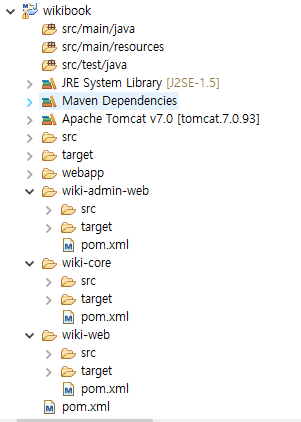 wikibook
src/main/java
src/main/resources
src/test/java
JRE System Library [J2SE-1.5]
Maven Dependencies
Apache Tomcat v7.0 [tomcat.7.0.93]
src
target
webapp
wiki-admin-web
src
target
pom.xml
wiki-core
src
target
pom.xml
wiki-web
src
target
pom.xml
pom.xml